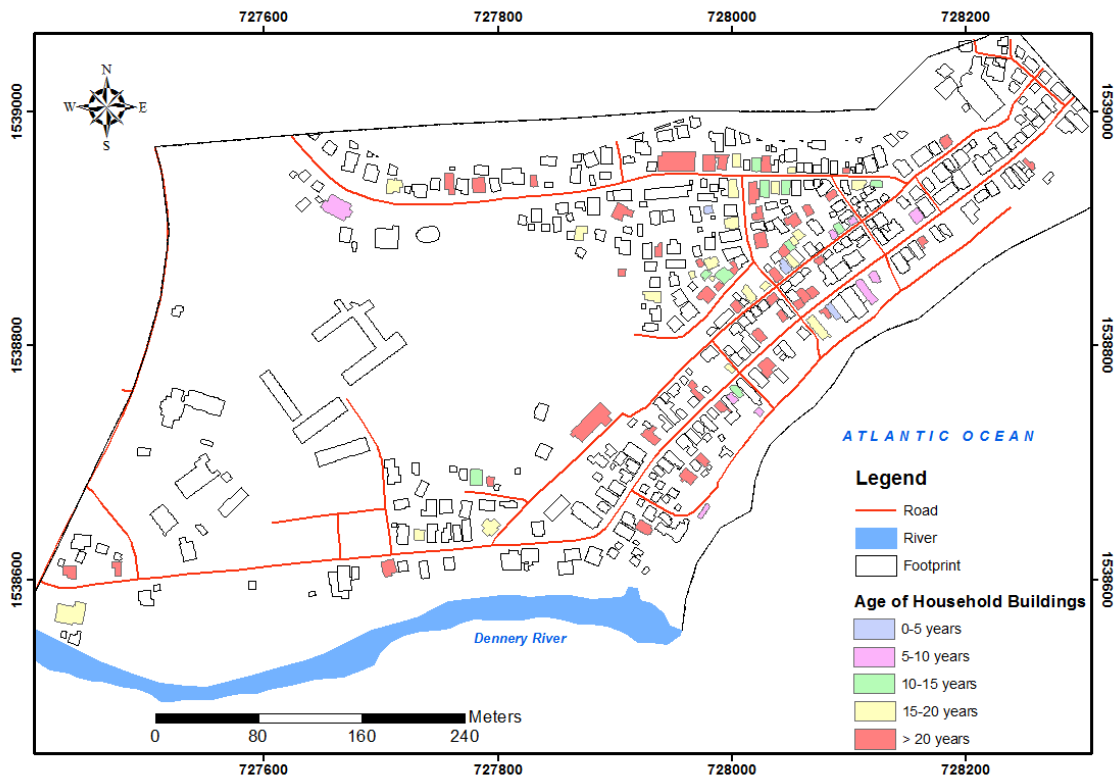 727600 727800 728000 728200
N
W E
S
1539000 1539000
1538800 1538800
1538600 1538600
ATLANTIC OCEAN
Legend
Road
River
Footprint
Age of Household Buildings
0-5 years
5-10 years
10-15 years
15-20 years
> 20 years
Dennery River
Meters
0 80 160 240
727600 727800 728000 728200